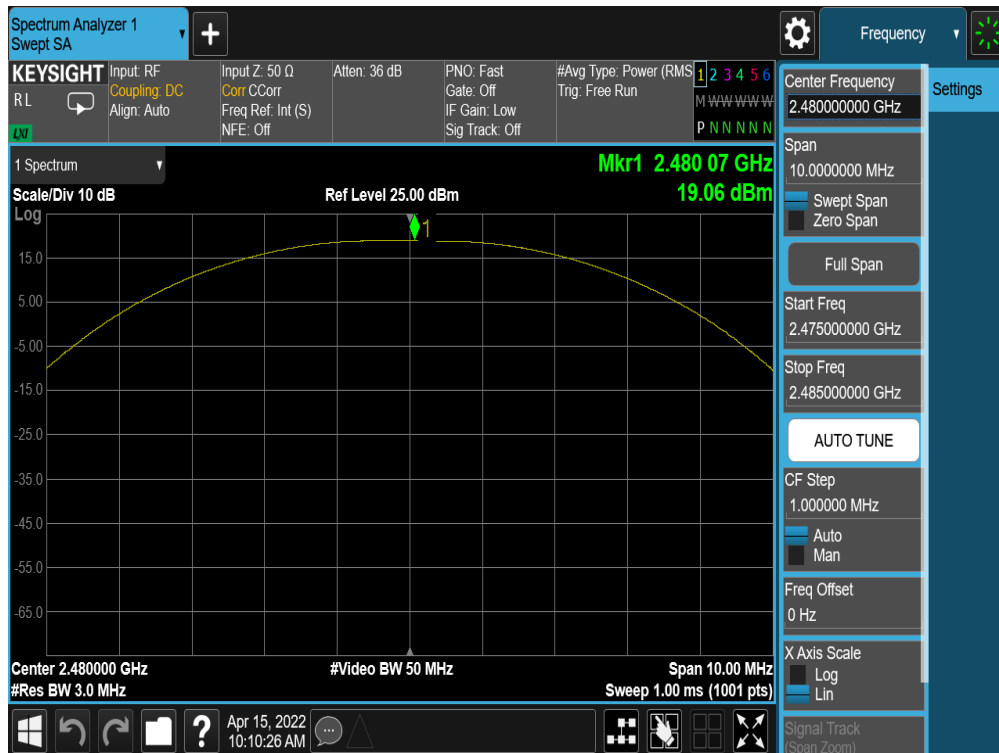 Spectrum Analyzer 1
Swept SA
+
Frequency
KEYSIGHT
RL
LXI
Input: RF
Coupling: DC
Align: Auto
Input Z: 50 Ω
Corr CCorr
Freq Ref: Int (S)
NFE: Off
Atten: 36 dB
PNO: Fast
Gate: Off
IF Gain: Low
Sig Track: Off
#Avg Type: Power (RMS
Trig: Free Run
1 2 3 4 5 6
M W W W W W
P N N N N N
1 Spectrum
Scale/Div 10 dB
Log
Ref Level 25.00 dBm
Mkr1 2.480 07 GHz
19.06 dBm
1
15.0
5.00
-5.00
-15.0
-25.0
-35.0
-45.0
-55.0
-65.0
Center 2.480000 GHz
#Res BW 3.0 MHz
#Video BW 50 MHz
Span 10.00 MHz
Sweep 1.00 ms (1001 pts)
Center Frequency
2.480000000 GHz
Settings
Span
10.0000000 MHz
Swept Span
Zero Span
Full Span
Start Freq
2.475000000 GHz
Stop Freq
2.485000000 GHz
AUTO TUNE
CF Step
1.000000 MHz
Auto
Man
Freq Offset
0 Hz
X Axis Scale
Log
Lin
Signal Track
(Span Zoom)
?
Apr 15, 2022
10:10:26 AM